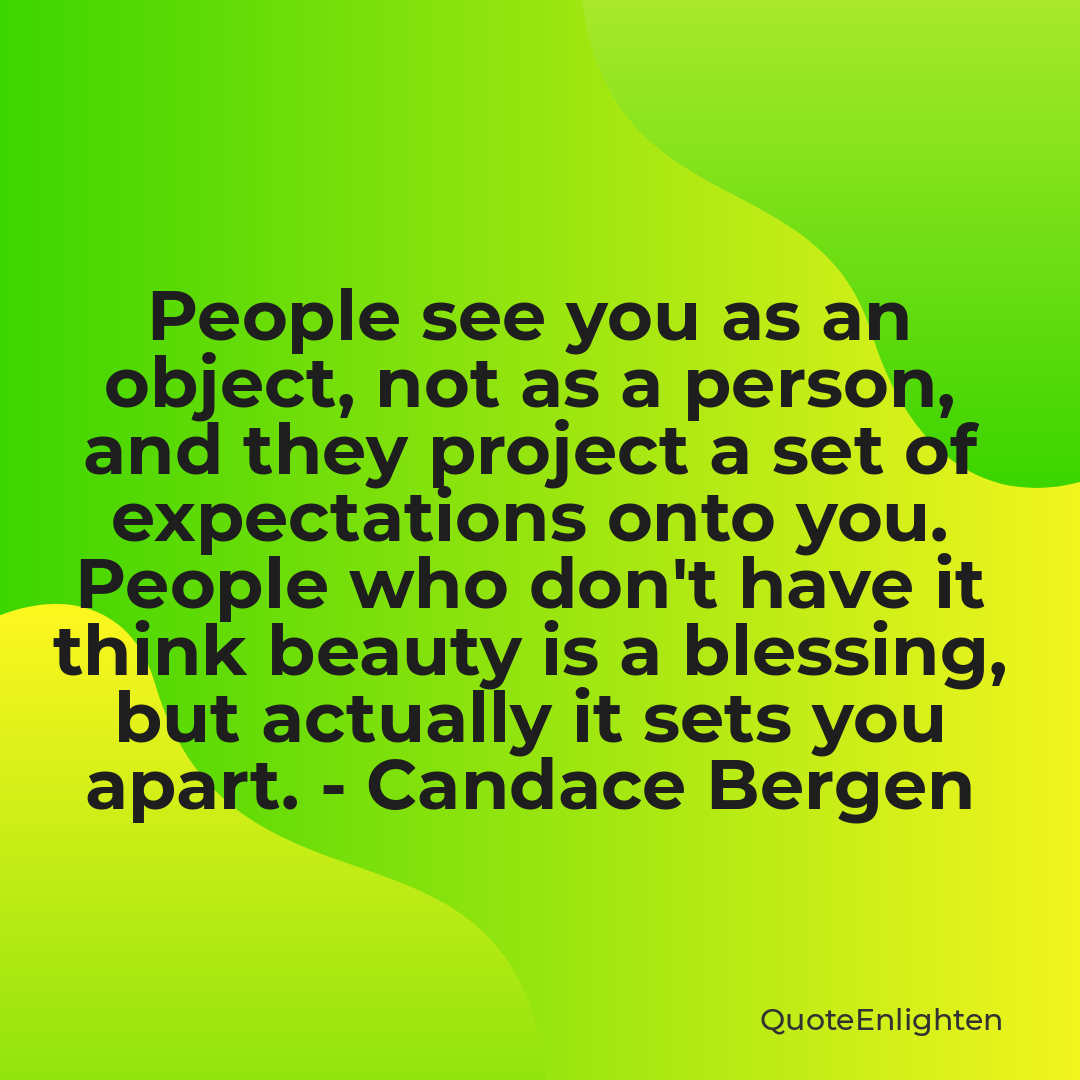 People see you as an
object, not as a person,
and they project a set of
expectations onto you.
People who don't have it
think beauty is a blessing,
but actually it sets you
apart. - Candace Bergen
QuoteEnlighten